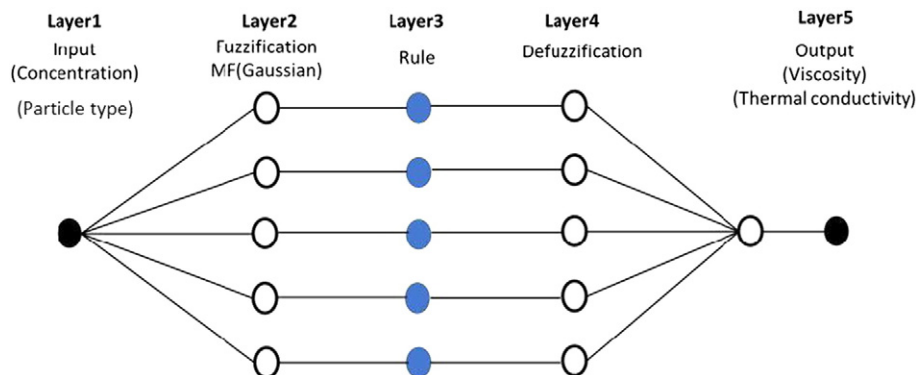 Layer1
Input
(Concentration)
(Particle type)
Layer2
Fuzzification
MF(Gaussian)
Layer3
Rule
Layer4
Defuzzification
Layer5
Output
(Viscosity)
(Thermal conductivity)